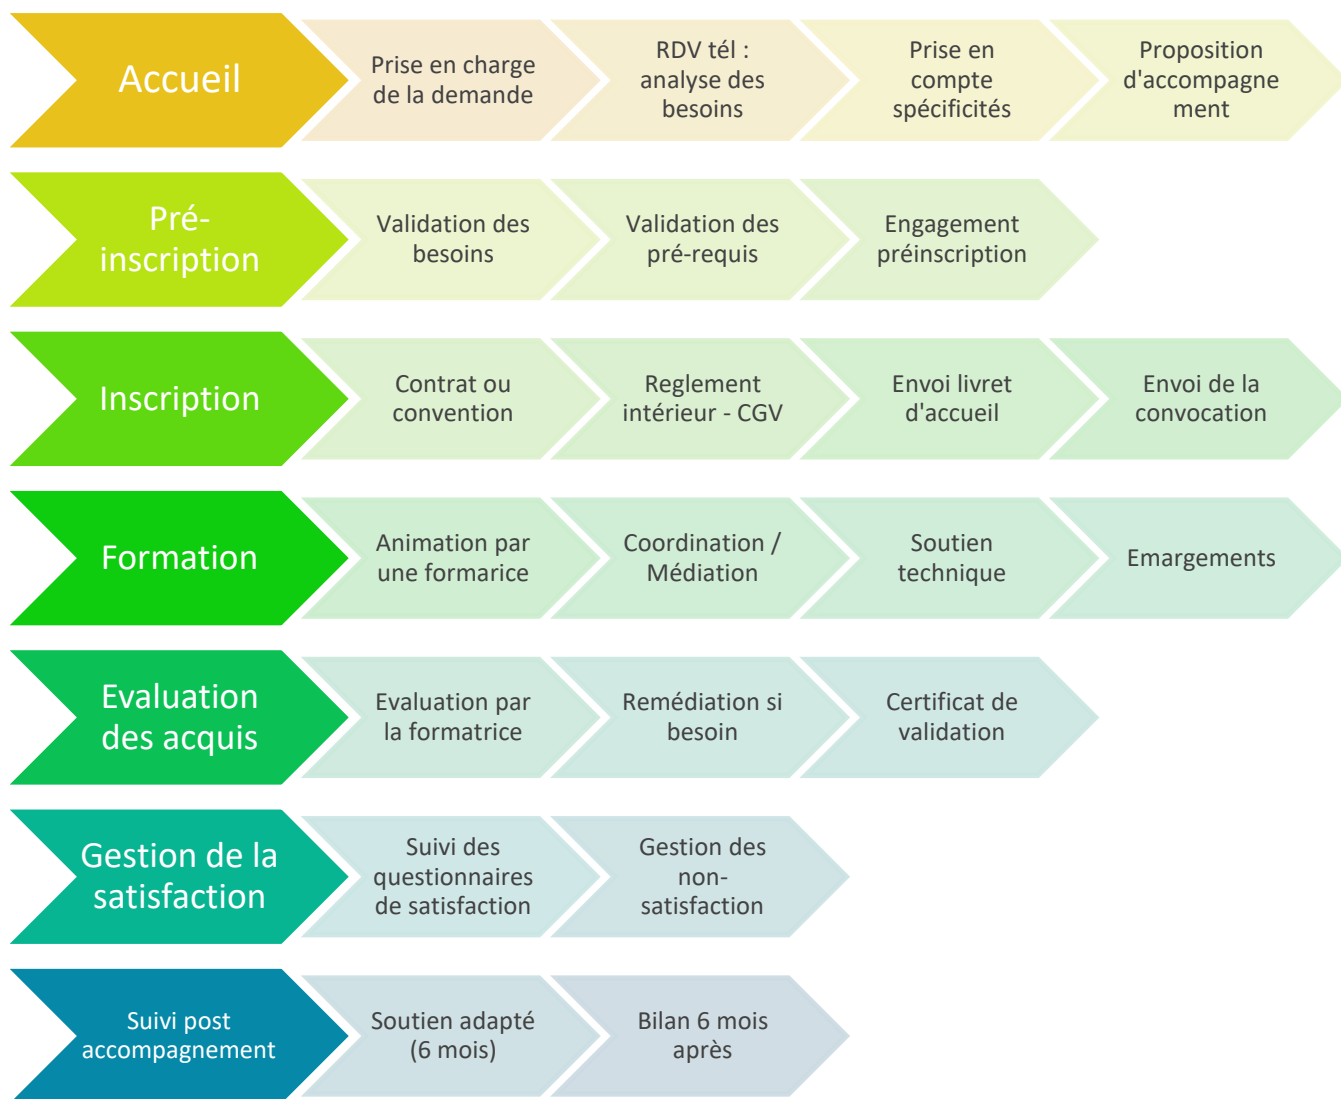 Accueil
Prise en charge
de la demande
RDV tél :
analyse des
besoins
Prise en
compte
spécificités
Proposition
d'accompagne
ment
Pré-
inscription
Validation des
besoins
Validation des
pré-requis
Engagement
préinscription
Inscription
Contrat ou
convention
Reglement
intérieur - CGV
Envoi livret
d'accueil
Envoi de la
convocation
Formation
Animation par
une formarice
Coordination /
Médiation
Soutien
technique
Emargements
Evaluation
des acquis
Evaluation par
la formatrice
Remédiation si
besoin
Certificat de
validation
Gestion de la
satisfaction
Suivi des
questionnaires
de satisfaction
Gestion des
non-
satisfaction
Suivi post
accompagnement
Soutien adapté
(6 mois)
Bilan 6 mois
après